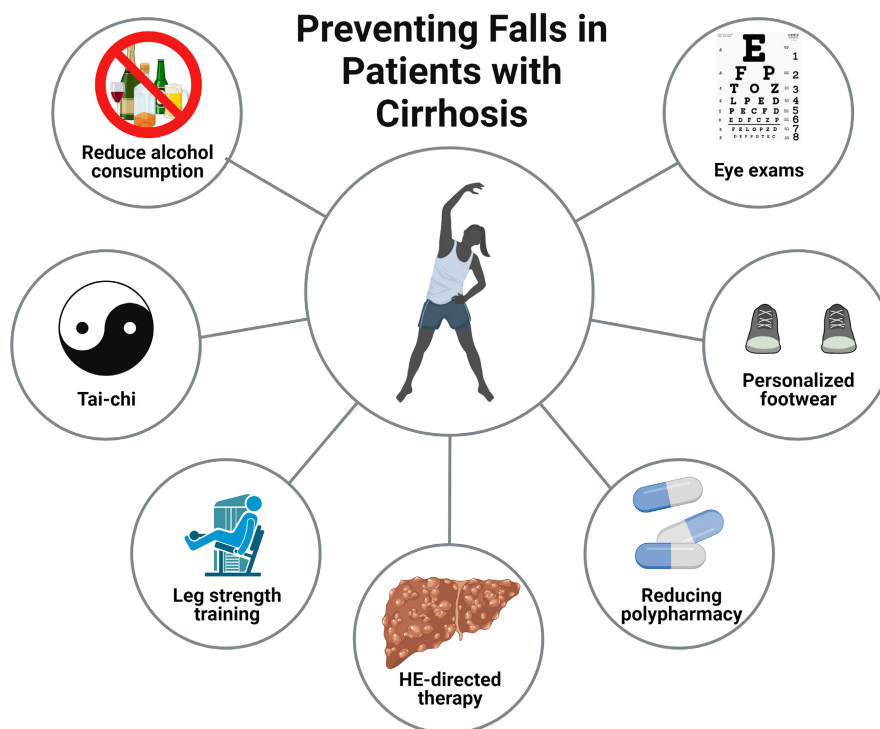 Preventing Falls in
Patients with
Cirrhosis
Reduce alcohol
consumption
E
1
F P
2
T O Z
3
L P E D
4
P E C F D
5
E D F C Z P
6
F E L O P Z D
7
D E F P O T E C
8
Eye exams
Tai-chi
Personalized
footwear
Leg strength
training
Reducing
polypharmacy
HE-directed
therapy